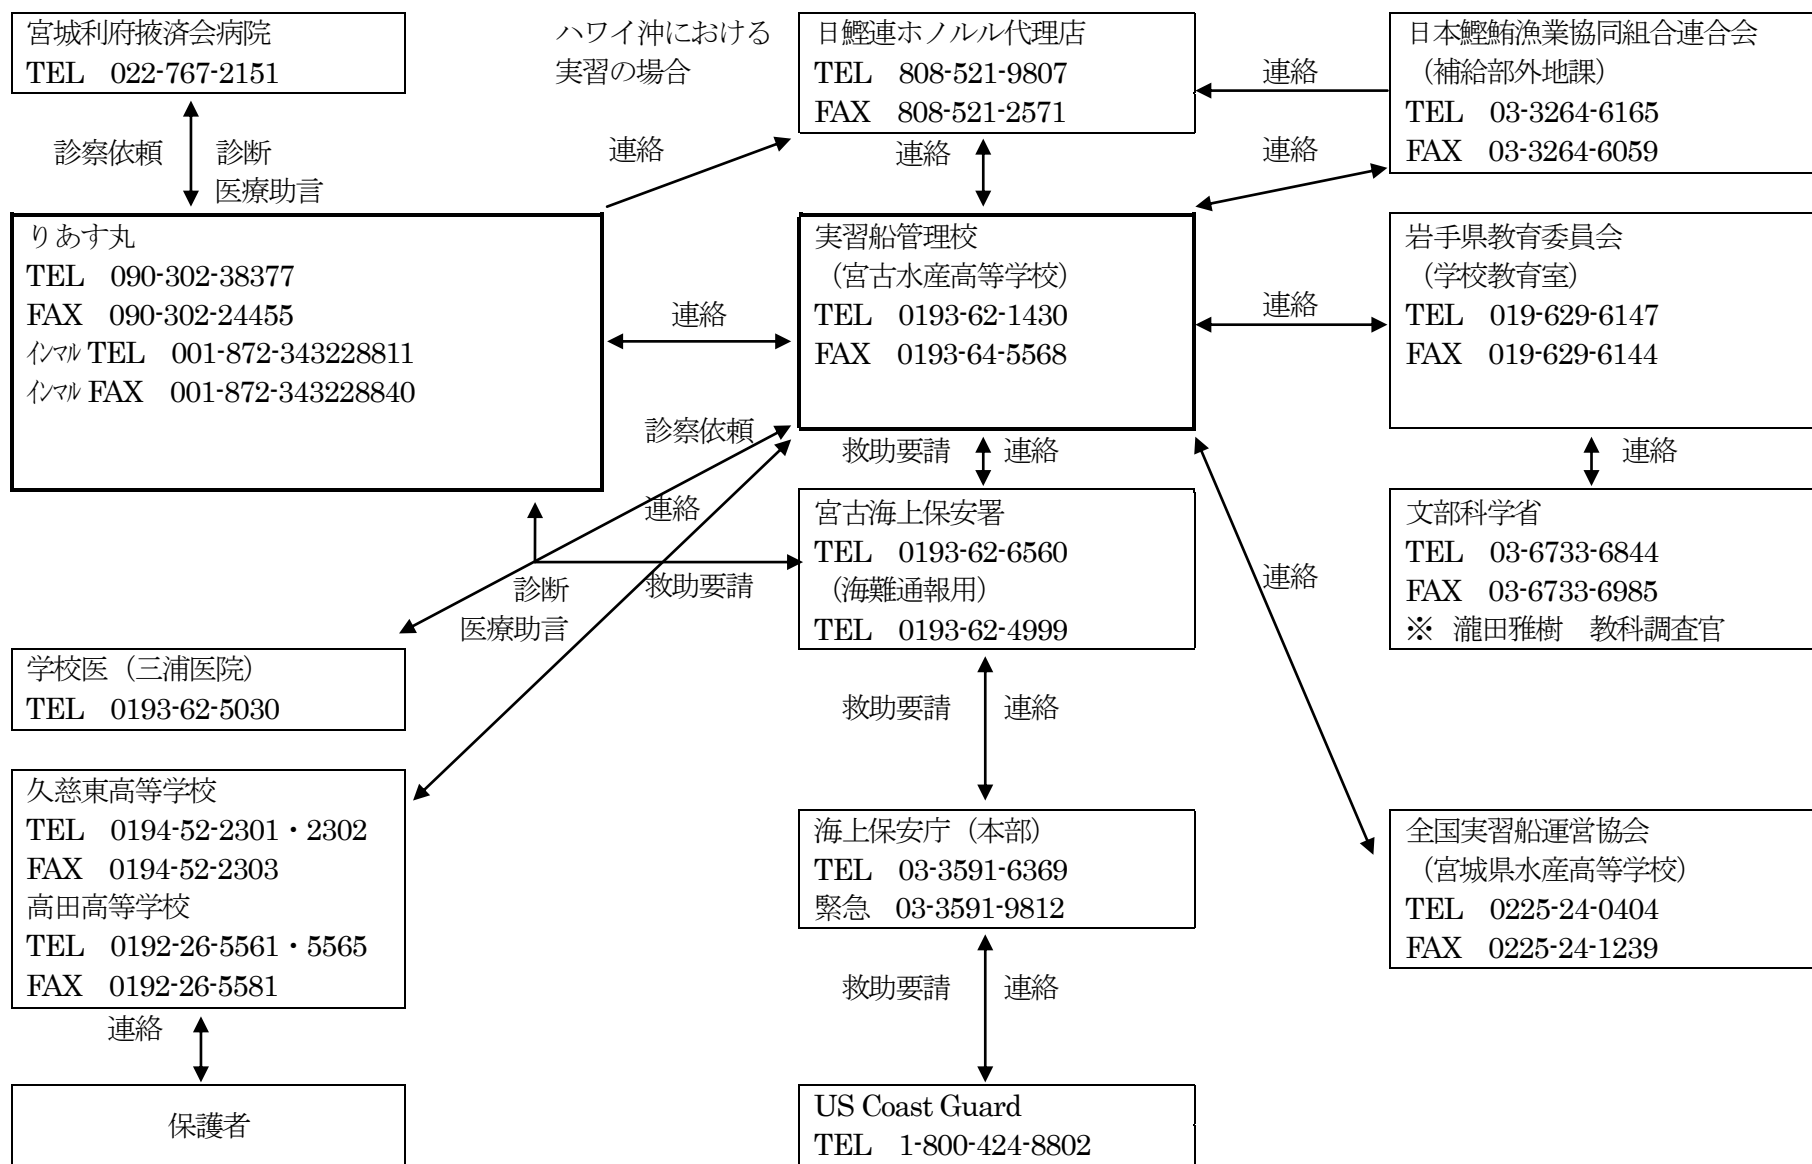 宮城利府掖済会病院
TEL　022-767-2151
ハワイ沖における
実習の場合
日鰹連ホノルル代理店
TEL　808-521-9807
FAX　808-521-2571
連絡
日本鰹鮪漁業協同組合連合会
（補給部外地課）
TEL　03-3264-6165
FAX　03-3264-6059
診察依頼
診断
医療助言
連絡
連絡
連絡
りあす丸
TEL　090-302-38377
FAX　090-302-24455
ｲﾝﾏﾙ TEL　001-872-343228811
ｲﾝﾏﾙ FAX　001-872-343228840
連絡
実習船管理校
（宮古水産高等学校）
TEL　0193-62-1430
FAX　0193-64-5568
連絡
岩手県教育委員会
（学校教育室）
TEL　019-629-6147
FAX　019-629-6144
診察依頼
救助要請
連絡
連絡
連絡
診断
医療助言
救助要請
宮古海上保安署
TEL　0193-62-6560
（海難通報用）
TEL　0193-62-4999
連絡
文部科学省
TEL　03-6733-6844
FAX　03-6733-6985
※　瀧田雅樹　教科調査官
学校医（三浦医院）
TEL　0193-62-5030
救助要請
連絡
久慈東高等学校
TEL　0194-52-2301・2302
FAX　0194-52-2303
高田高等学校
TEL　0192-26-5561・5565
FAX　0192-26-5581
海上保安庁（本部）
TEL　03-3591-6369
緊急　03-3591-9812
全国実習船運営協会
（宮城県水産高等学校）
TEL　0225-24-0404
FAX　0225-24-1239
連絡
救助要請
連絡
保護者
US Coast Guard
TEL　1-800-424-8802